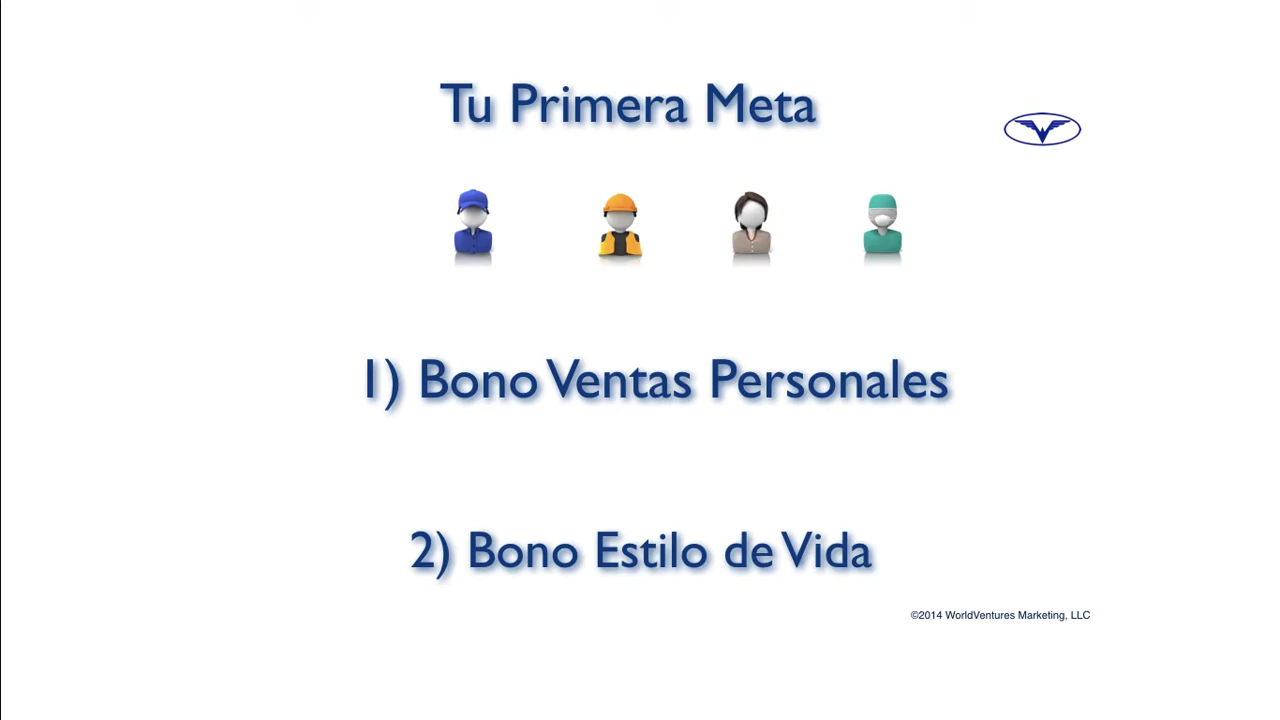 Tu Primera Meta
1) Bono Ventas Personales
2) Bono Estilo de Vida
©2014 WorldVentures Marketing, LLC